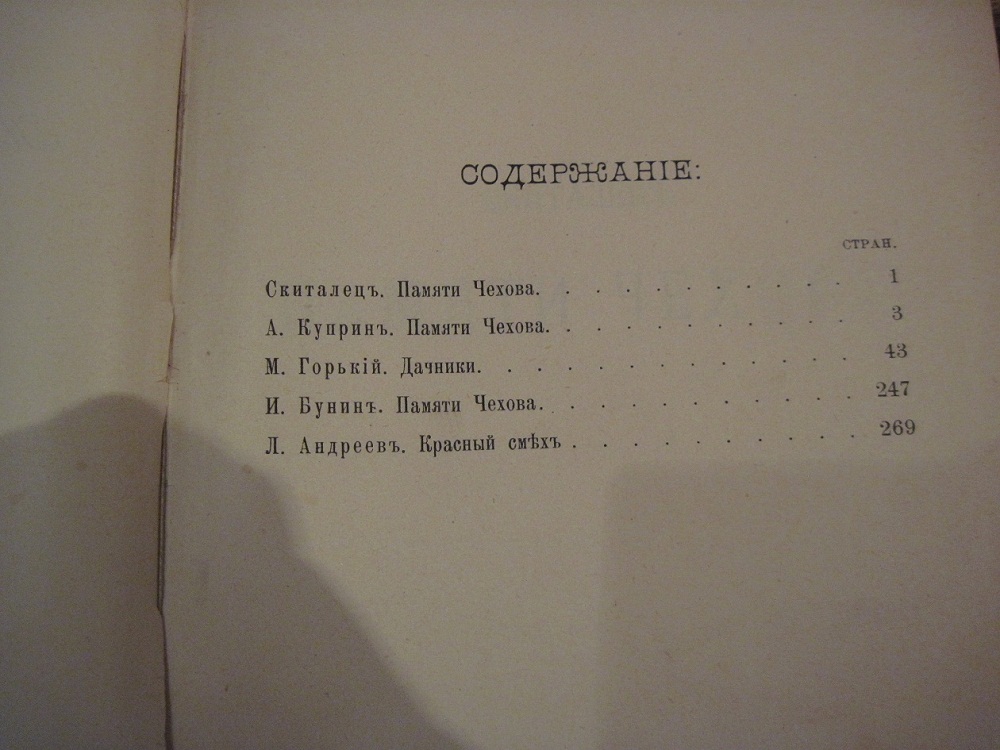 СОДЕРЖАНІЕ:
СТРАН.
Скиталецъ. Памяти Чехова. . . . . . . . . . . 1
А. Купринъ. Памяти Чехова. . . . . . . . . . . 3
М. Горькій. Дачники. . . . . . . . . . . . . 43
И. Бунинъ. Памяти Чехова. . . . . . . . . . . 247
Л. Андреевъ. Красный смѣхъ . . . . . . . . . . 269